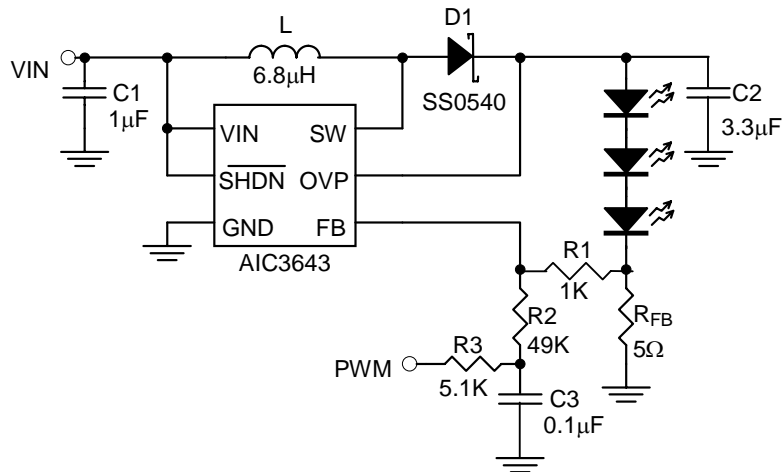 L
D1
VIN
C1
1μF
6.8μH
SS0540
C2
3.3μF
VIN
SW
SHDN
OVP
GND
FB
AIC3643
R1
1K
R2
49K
RFB
5Ω
R3
PWM
5.1K
C3
0.1μF